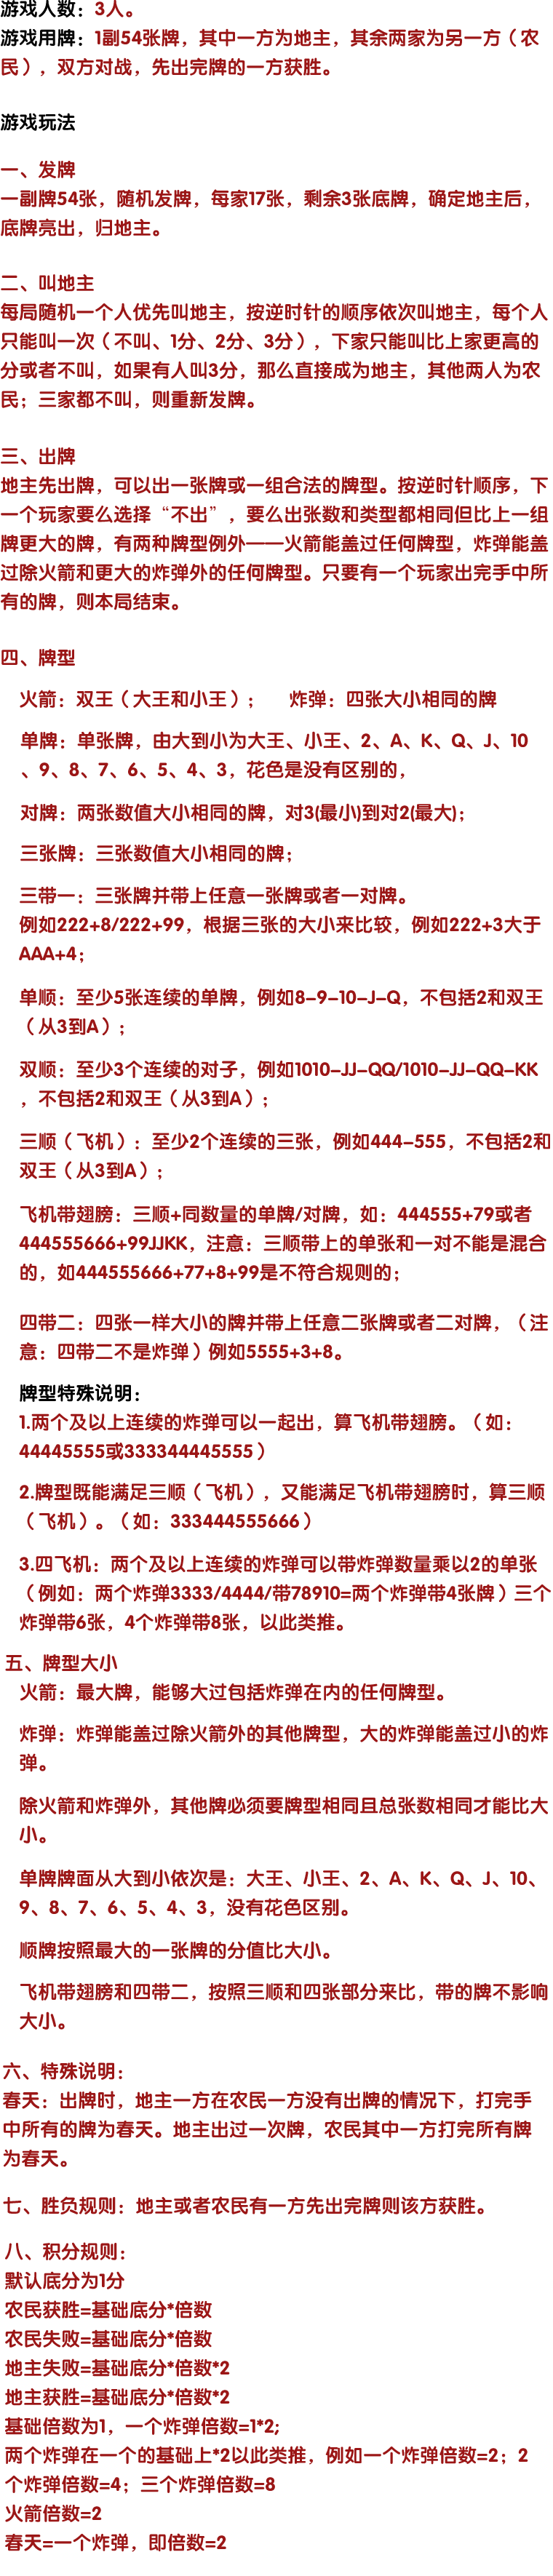 游戏人数：3人。
游戏用牌：1副54张牌，其中一方为地主，其余两家为另一方（农
民），双方对战，先出完牌的一方获胜。
游戏玩法
一、发牌
一副牌54张，随机发牌，每家17张，剩余3张底牌，确定地主后，
底牌亮出，归地主。
二、叫地主
每局随机一个人优先叫地主，按逆时针的顺序依次叫地主，每个人
只能叫一次（不叫、1分、2分、3分），下家只能叫比上家更高的
分或者不叫，如果有人叫3分，那么直接成为地主，其他两人为农
民；三家都不叫，则重新发牌。
三、出牌
地主先出牌，可以出一张牌或一组合法的牌型。按逆时针顺序，下
一个玩家要么选择“不出”，要么出张数和类型都相同但比上一组
牌更大的牌，有两种牌型例外——火箭能盖过任何牌型，炸弹能盖
过除火箭和更大的炸弹外的任何牌型。只要有一个玩家出完手中所
有的牌，则本局结束。
四、牌型
火箭：双王（大王和小王）； 炸弹：四张大小相同的牌
单牌：单张牌，由大到小为大王、小王、2、A、K、Q、J、10
、9、8、7、6、5、4、3，花色是没有区别的，
对牌：两张数值大小相同的牌，对3(最小)到对2(最大)；
三张牌：三张数值大小相同的牌；
三带一：三张牌并带上任意一张牌或者一对牌。
例如222+8/222+99，根据三张的大小来比较，例如222+3大于
AAA+4；
单顺：至少5张连续的单牌，例如8-9-10-J-Q，不包括2和双王
（从3到A）；
双顺：至少3个连续的对子，例如1010-JJ-QQ/1010-JJ-QQ-KK
，不包括2和双王（从3到A）；
三顺（飞机）：至少2个连续的三张，例如444-555，不包括2和
双王（从3到A）；
飞机带翅膀：三顺+同数量的单牌/对牌，如：444555+79或者
444555666+99JJKK，注意：三顺带上的单张和一对不能是混合
的，如444555666+77+8+99是不符合规则的；
四带二：四张一样大小的牌并带上任意二张牌或者二对牌，（注
意：四带二不是炸弹）例如5555+3+8。
牌型特殊说明：
1.两个及以上连续的炸弹可以一起出，算飞机带翅膀。（如：
44445555或333344445555）
2.牌型既能满足三顺（飞机），又能满足飞机带翅膀时，算三顺
（飞机）。（如：333444555666）
3.四飞机：两个及以上连续的炸弹可以带炸弹数量乘以2的单张
（例如：两个炸弹3333/4444/带78910=两个炸弹带4张牌）三个
炸弹带6张，4个炸弹带8张，以此类推。
五、牌型大小
火箭：最大牌，能够大过包括炸弹在内的任何牌型。
炸弹：炸弹能盖过除火箭外的其他牌型，大的炸弹能盖过小的炸
弹。
除火箭和炸弹外，其他牌必须要牌型相同且总张数相同才能比大
小。
单牌牌面从大到小依次是：大王、小王、2、A、K、Q、J、10、
9、8、7、6、5、4、3，没有花色区别。
顺牌按照最大的一张牌的分值比大小。
飞机带翅膀和四带二，按照三顺和四张部分来比，带的牌不影响
大小。
六、特殊说明：
春天：出牌时，地主一方在农民一方没有出牌的情况下，打完手
中所有的牌为春天。地主出过一次牌，农民其中一方打完所有牌
为春天。
七、胜负规则：地主或者农民有一方先出完牌则该方获胜。
八、积分规则：
默认底分为1分
农民获胜=基础底分*倍数
农民失败=基础底分*倍数
地主失败=基础底分*倍数*2
地主获胜=基础底分*倍数*2
基础倍数为1，一个炸弹倍数=1*2;
两个炸弹在一个的基础上*2以此类推，例如一个炸弹倍数=2；2
个炸弹倍数=4；三个炸弹倍数=8
火箭倍数=2
春天=一个炸弹，即倍数=2